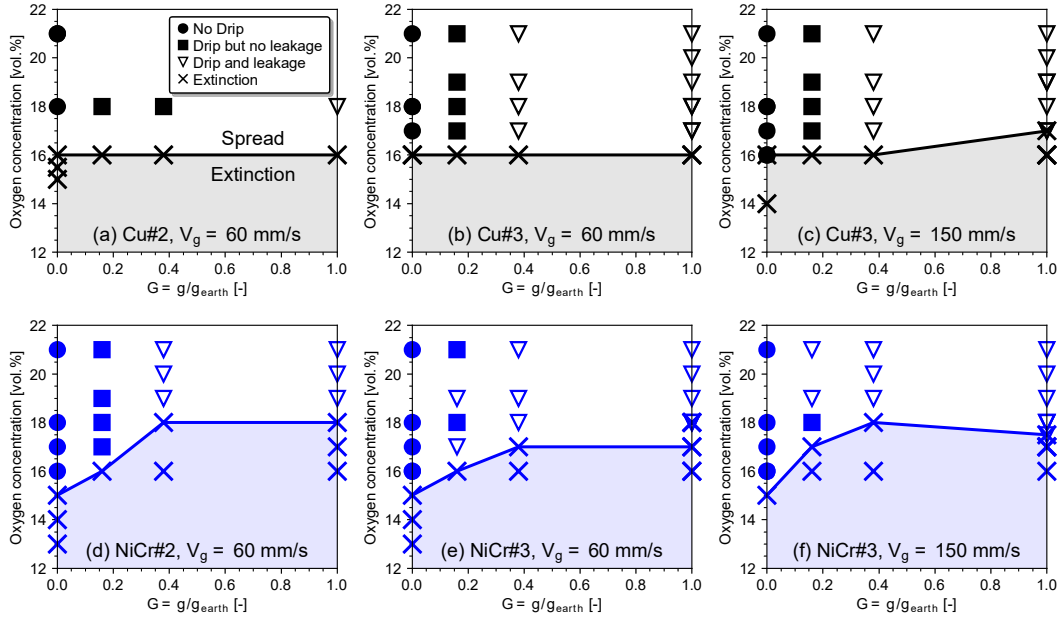 22
20
18
16
14
12
Oxygen concentration [vol.%]
No Drip
Drip but no leakage
Drip and leakage
Extinction
Spread
Extinction
(a) Cu#2, Vg = 60 mm/s
0.0 0.2 0.4 0.6 0.8 1.0
G = g/gearth [-]
22
20
18
16
14
12
Oxygen concentration [vol.%]
(b) Cu#3, Vg = 60 mm/s
0.0 0.2 0.4 0.6 0.8 1.0
G = g/gearth [-]
22
20
18
16
14
12
Oxygen concentration [vol.%]
(c) Cu#3, Vg = 150 mm/s
0.0 0.2 0.4 0.6 0.8 1.0
G = g/gearth [-]
22
20
18
16
14
12
Oxygen concentration [vol.%]
(d) NiCr#2, Vg = 60 mm/s
0.0 0.2 0.4 0.6 0.8 1.0
G = g/gearth [-]
22
20
18
16
14
12
Oxygen concentration [vol.%]
(e) NiCr#3, Vg = 60 mm/s
0.0 0.2 0.4 0.6 0.8 1.0
G = g/gearth [-]
22
20
18
16
14
12
Oxygen concentration [vol.%]
(f) NiCr#3, Vg = 150 mm/s
0.0 0.2 0.4 0.6 0.8 1.0
G = g/gearth [-]